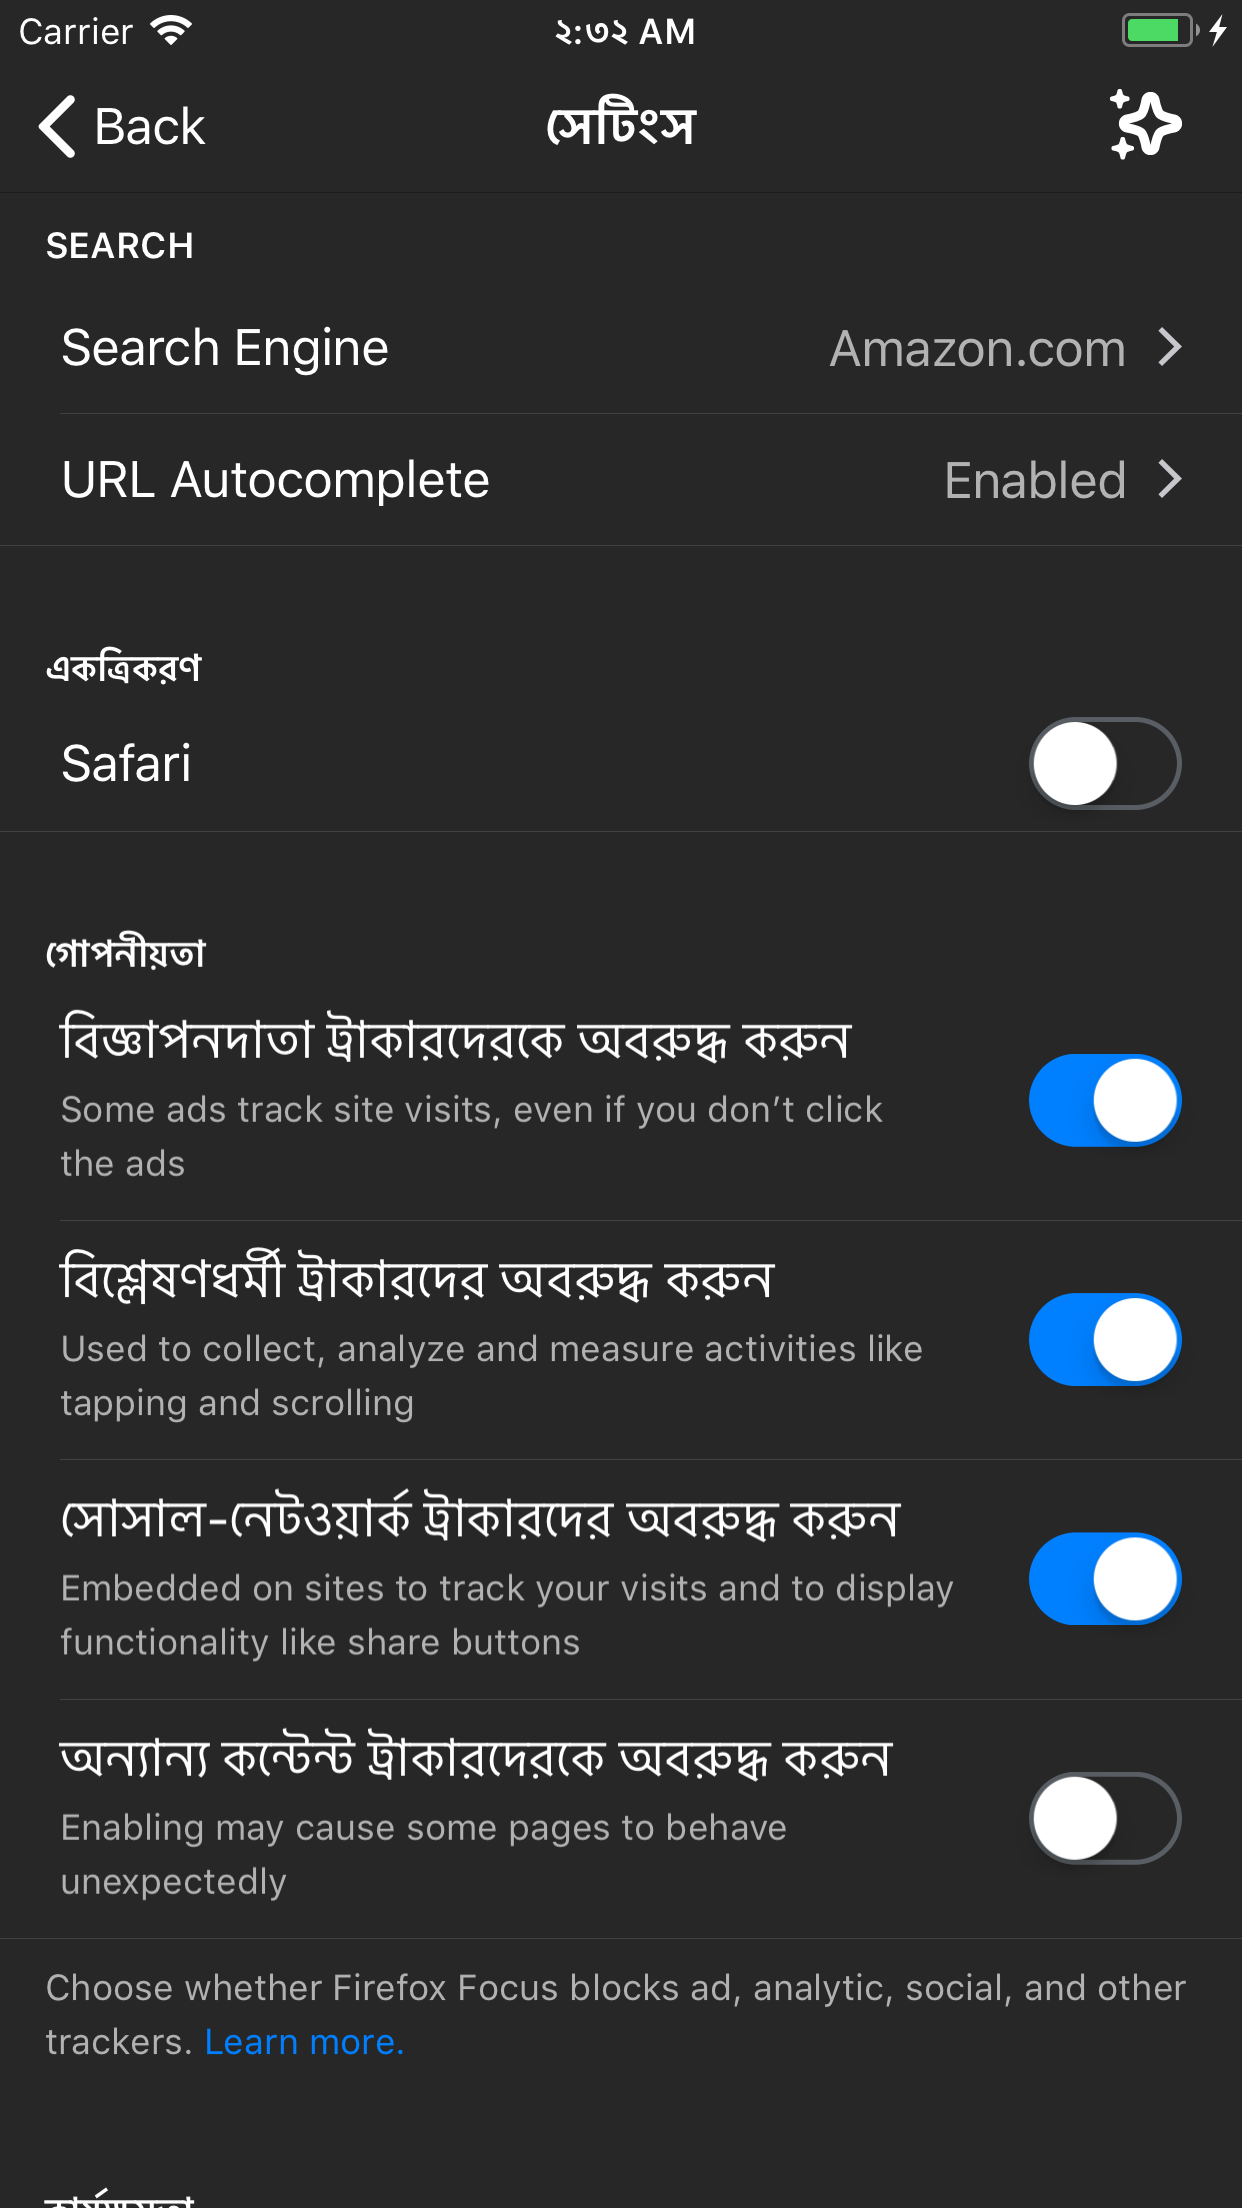 Carrier
২:৩২ AM
Back
সেটিংস
SEARCH
Search Engine
Amazon.com
URL Autocomplete
Enabled
একত্রিকরণ
Safari
গোপনীয়তা
বিজ্ঞাপনদাতা ট্রাকারদেরকে অবরুদ্ধ করুন
Some ads track site visits, even if you don’t click
the ads
বিশ্লেষণধর্মী ট্রাকারদের অবরুদ্ধ করুন
Used to collect, analyze and measure activities like
tapping and scrolling
সোসাল-নেটওয়ার্ক ট্রাকারদের অবরুদ্ধ করুন
Embedded on sites to track your visits and to display
functionality like share buttons
অন্যান্য কন্টেন্ট ট্রাকারদেরকে অবরুদ্ধ করুন
Enabling may cause some pages to behave
unexpectedly
Choose whether Firefox Focus blocks ad, analytic, social, and other
trackers. Learn more.